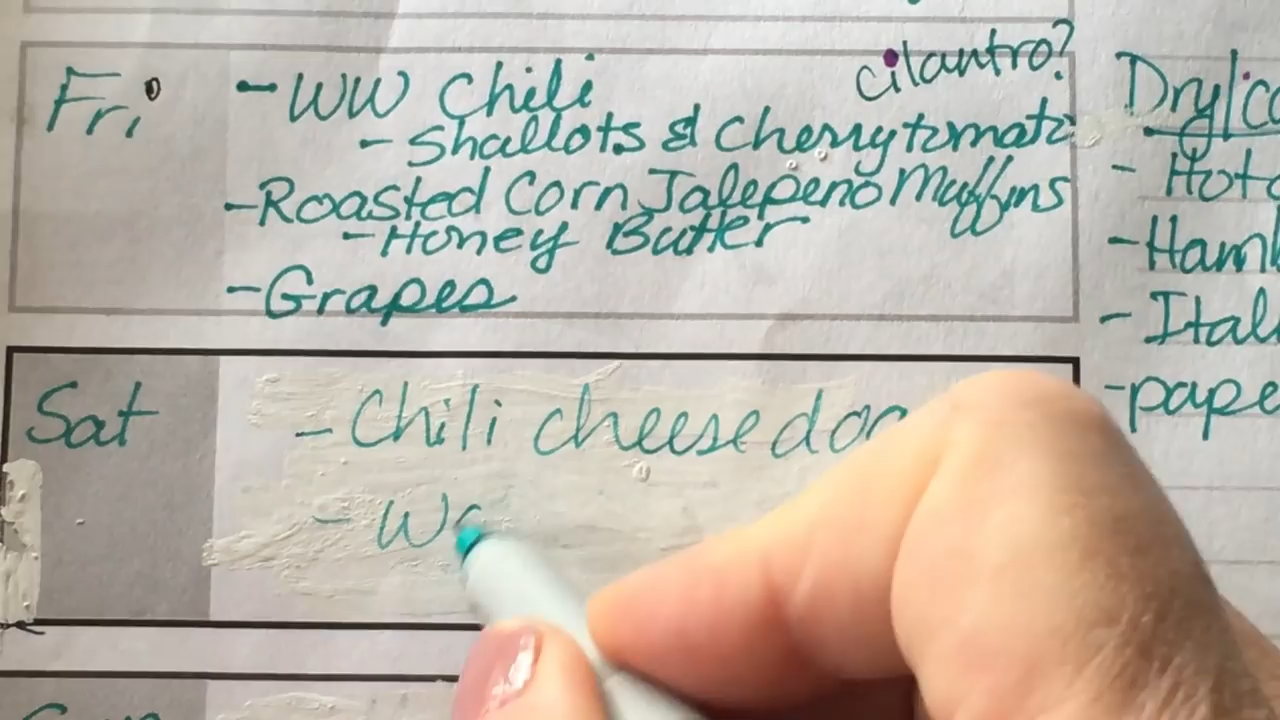 cilantro?
Fri - WW Chili
- Shallots & Cherry tomato
- Roasted Corn Jalepeno Muffins
- Honey Butter
- Grapes
Sat - Chili cheese dog
- Wa
Dry/
- Hot
- Ham
- Ital
- pape